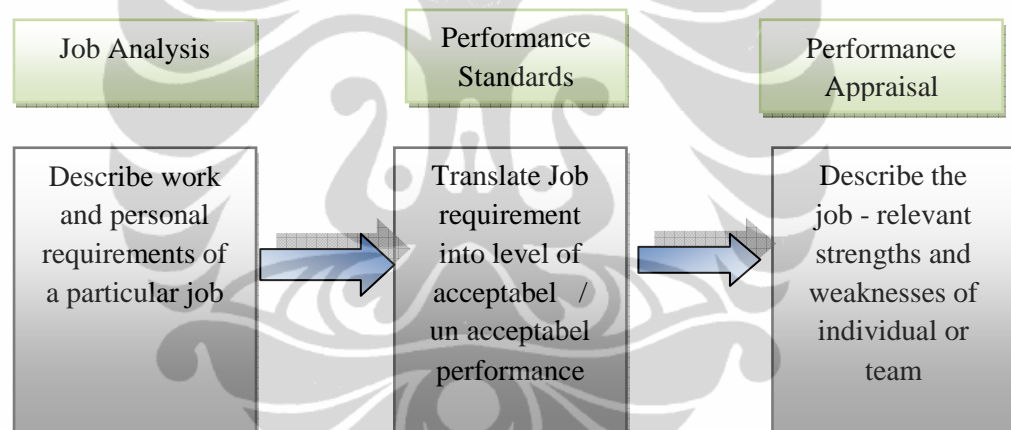 Job Analysis
Performance
Standards
Performance
Appraisal
Describe work
and personal
requirements of
a particular job
Translate Job
requirement
into level of
acceptabel /
un acceptabel
performance
Describe the
job - relevant
strengths and
weaknesses of
individual or
team